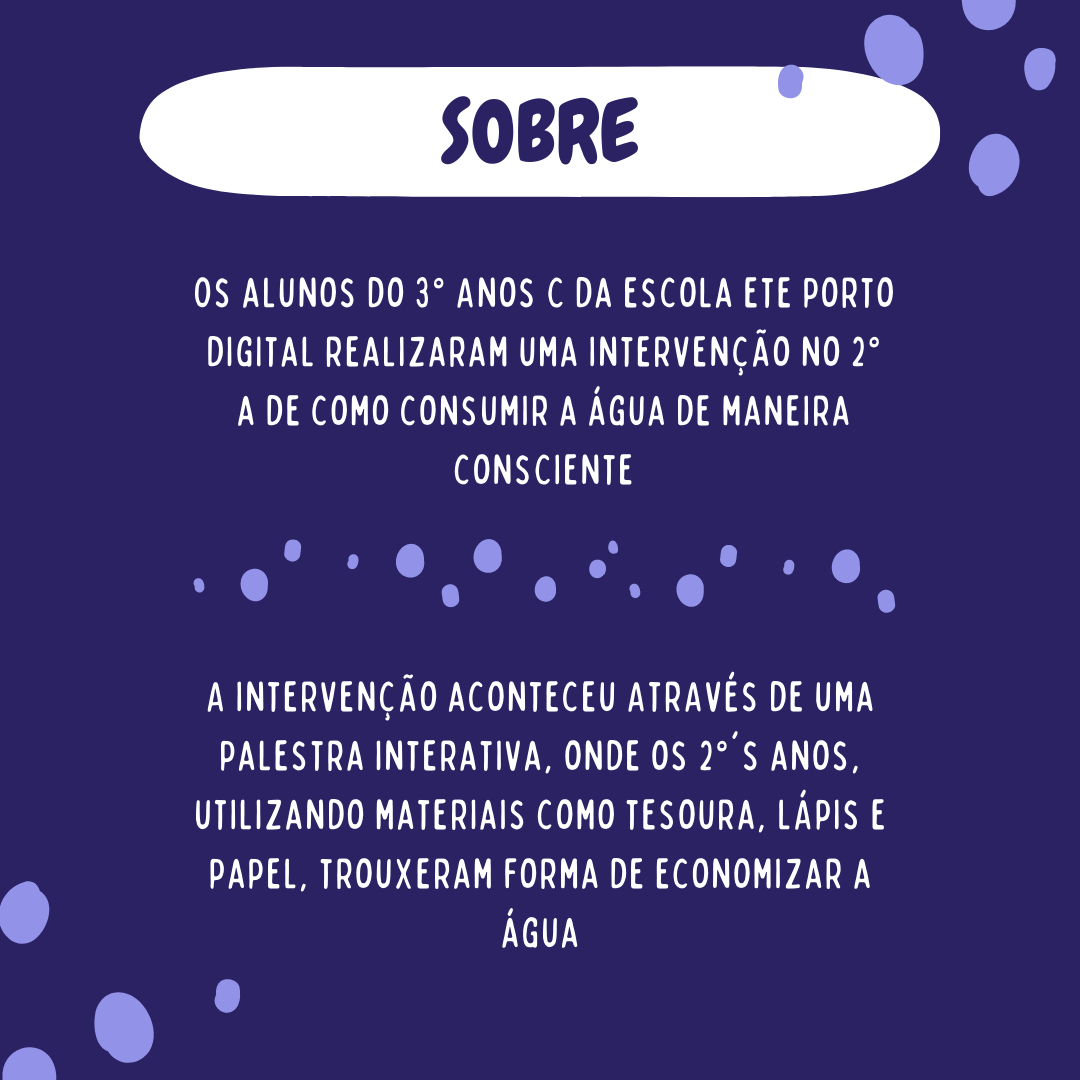 SOBRE
OS ALUNOS DO 3° ANOS C DA ESCOLA ETE PORTO
DIGITAL REALIZARAM UMA INTERVENÇÃO NO 2°
A DE COMO CONSUMIR A ÁGUA DE MANEIRA
CONSCIENTE
A INTERVENÇÃO ACONTECEU ATRAVÉS DE UMA
PALESTRA INTERATIVA, ONDE OS 2°´S ANOS,
UTILIZANDO MATERIAIS COMO TESOURA, LÁPIS E
PAPEL, TROUXERAM FORMA DE ECONOMIZAR A
ÁGUA